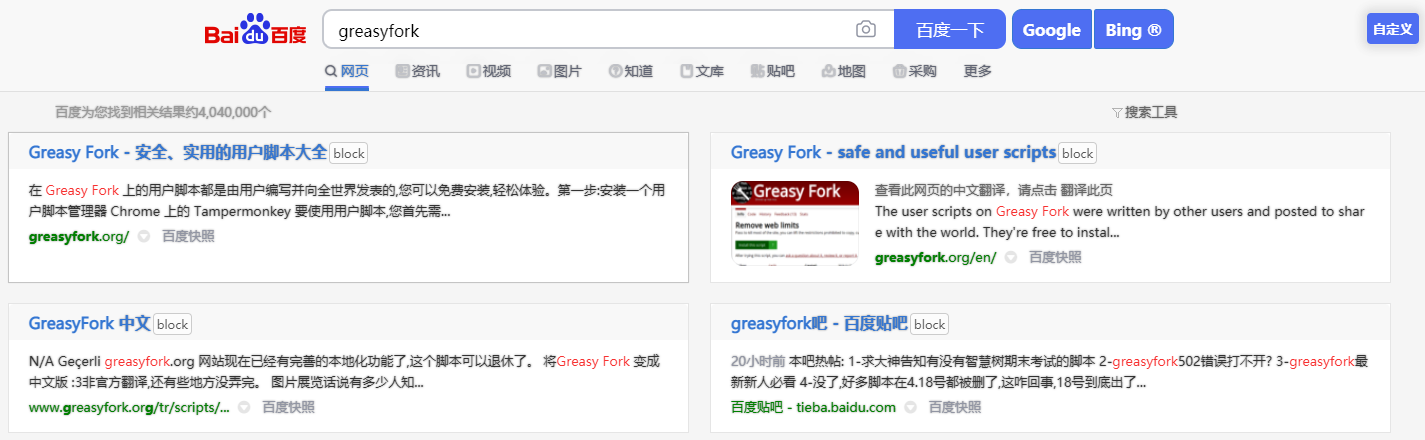 Bai du 百度
greasyfork
百度一下
Google
Bing ®
自定义
网页 资讯 视频 图片 知道 文库 贴吧 地图 采购 更多
百度为您找到相关结果约4,040,000个
搜索工具
Greasy Fork - 安全、实用的用户脚本大全 block
在 Greasy Fork 上的用户脚本都是由用户编写并向全世界发表的,您可以免费安装,轻松体验。第一步:安装一个用
户脚本管理器 Chrome 上的 Tampermonkey 要使用用户脚本,您首先需...
greasyfork.org/ 百度快照
Greasy Fork - safe and useful user scripts block
Greasy Fork
Remove web limits
查看此网页的中文翻译，请点击 翻译此页
The user scripts on Greasy Fork were written by other users and posted to shar
e with the world. They're free to instal...
greasyfork.org/en/ 百度快照
GreasyFork 中文 block
N/A Geçerli greasyfork.org 网站现在已经有完善的本地化功能了,这个脚本可以退休了。 将Greasy Fork 变成
中文版 :3非官方翻译,还有些地方没弄完。 图片展览话说有多少人知...
www.greasyfork.org/tr/scripts/... 百度快照
greasyfork吧 - 百度贴吧 block
20小时前 本吧热帖: 1-求大神告知有没有智慧树期末考试的脚本 2-greasyfork502错误打不开? 3-greasyfork最
新新人必看 4-没了,好多脚本在4.18号都被删了,这咋回事,18号到底出了...
百度贴吧 - tieba.baidu.com 百度快照